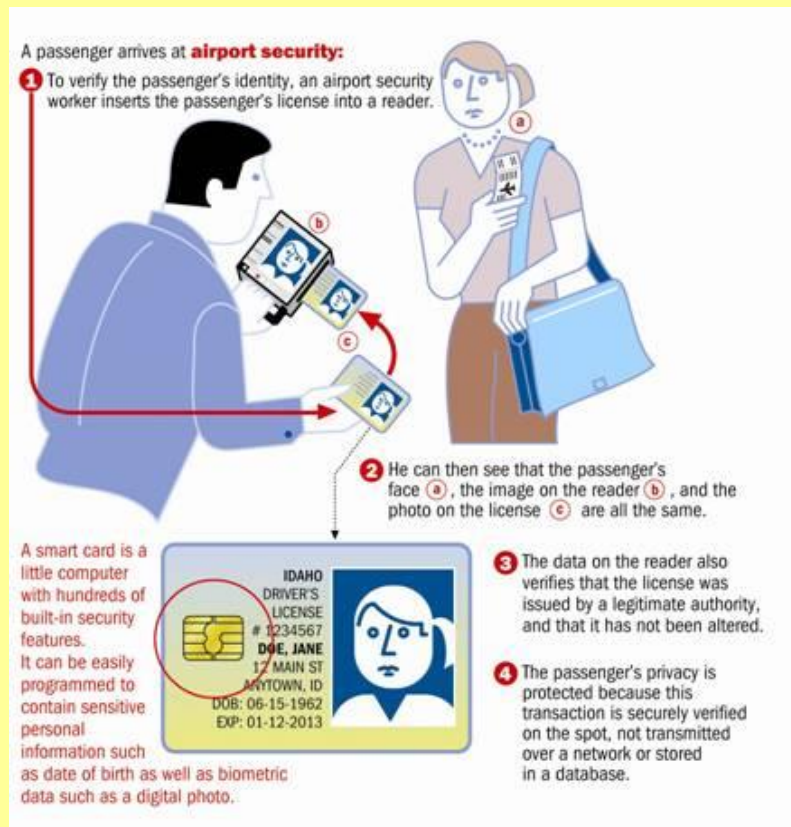 A passenger arrives at airport security:
1 To verify the passenger's identity, an airport security
worker inserts the passenger's license into a reader.
a
b
c
2 He can then see that the passenger's
face a , the image on the reader b , and the
photo on the license c are all the same.
A smart card is a
little computer
with hundreds of
built-in security
features.
It can be easily
programmed to
contain sensitive
personal
information such
as date of birth as well as biometric
data such as a digital photo.
IDAHO
DRIVER'S
LICENSE
# 1234567
DOE, JANE
12 MAIN ST
ANYTOWN, ID
DOB: 06-15-1962
EXP: 01-12-2013
3 The data on the reader also
verifies that the license was
issued by a legitimate authority,
and that it has not been altered.
4 The passenger's privacy is
protected because this
transaction is securely verified
on the spot, not transmitted
over a network or stored
in a database.